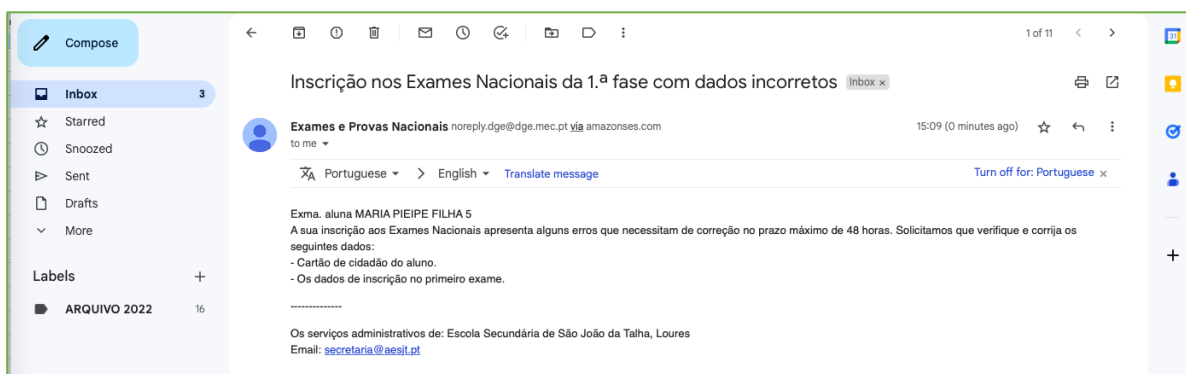 Compose
1 of 11
Inscrição nos Exames Nacionais da 1.ª fase com dados incorretos Inbox ×
Inbox 3
Starred
Snoozed
Sent
Drafts
More
Labels +
ARQUIVO 2022 16
Exames e Provas Nacionais noreply.dge@dge.mec.pt via amazonses.com 15:09 (0 minutes ago)
to me
Portuguese > English Translate message Turn off for: Portuguese ×
Exma. aluna MARIA PIEIPE FILHA 5
A sua inscrição aos Exames Nacionais apresenta alguns erros que necessitam de correção no prazo máximo de 48 horas. Solicitamos que verifique e corrija os
seguintes dados:
- Cartão de cidadão do aluno.
- Os dados de inscrição no primeiro exame.
--------------
Os serviços administrativos de: Escola Secundária de São João da Talha, Loures
Email: secretaria@aesjt.pt
31